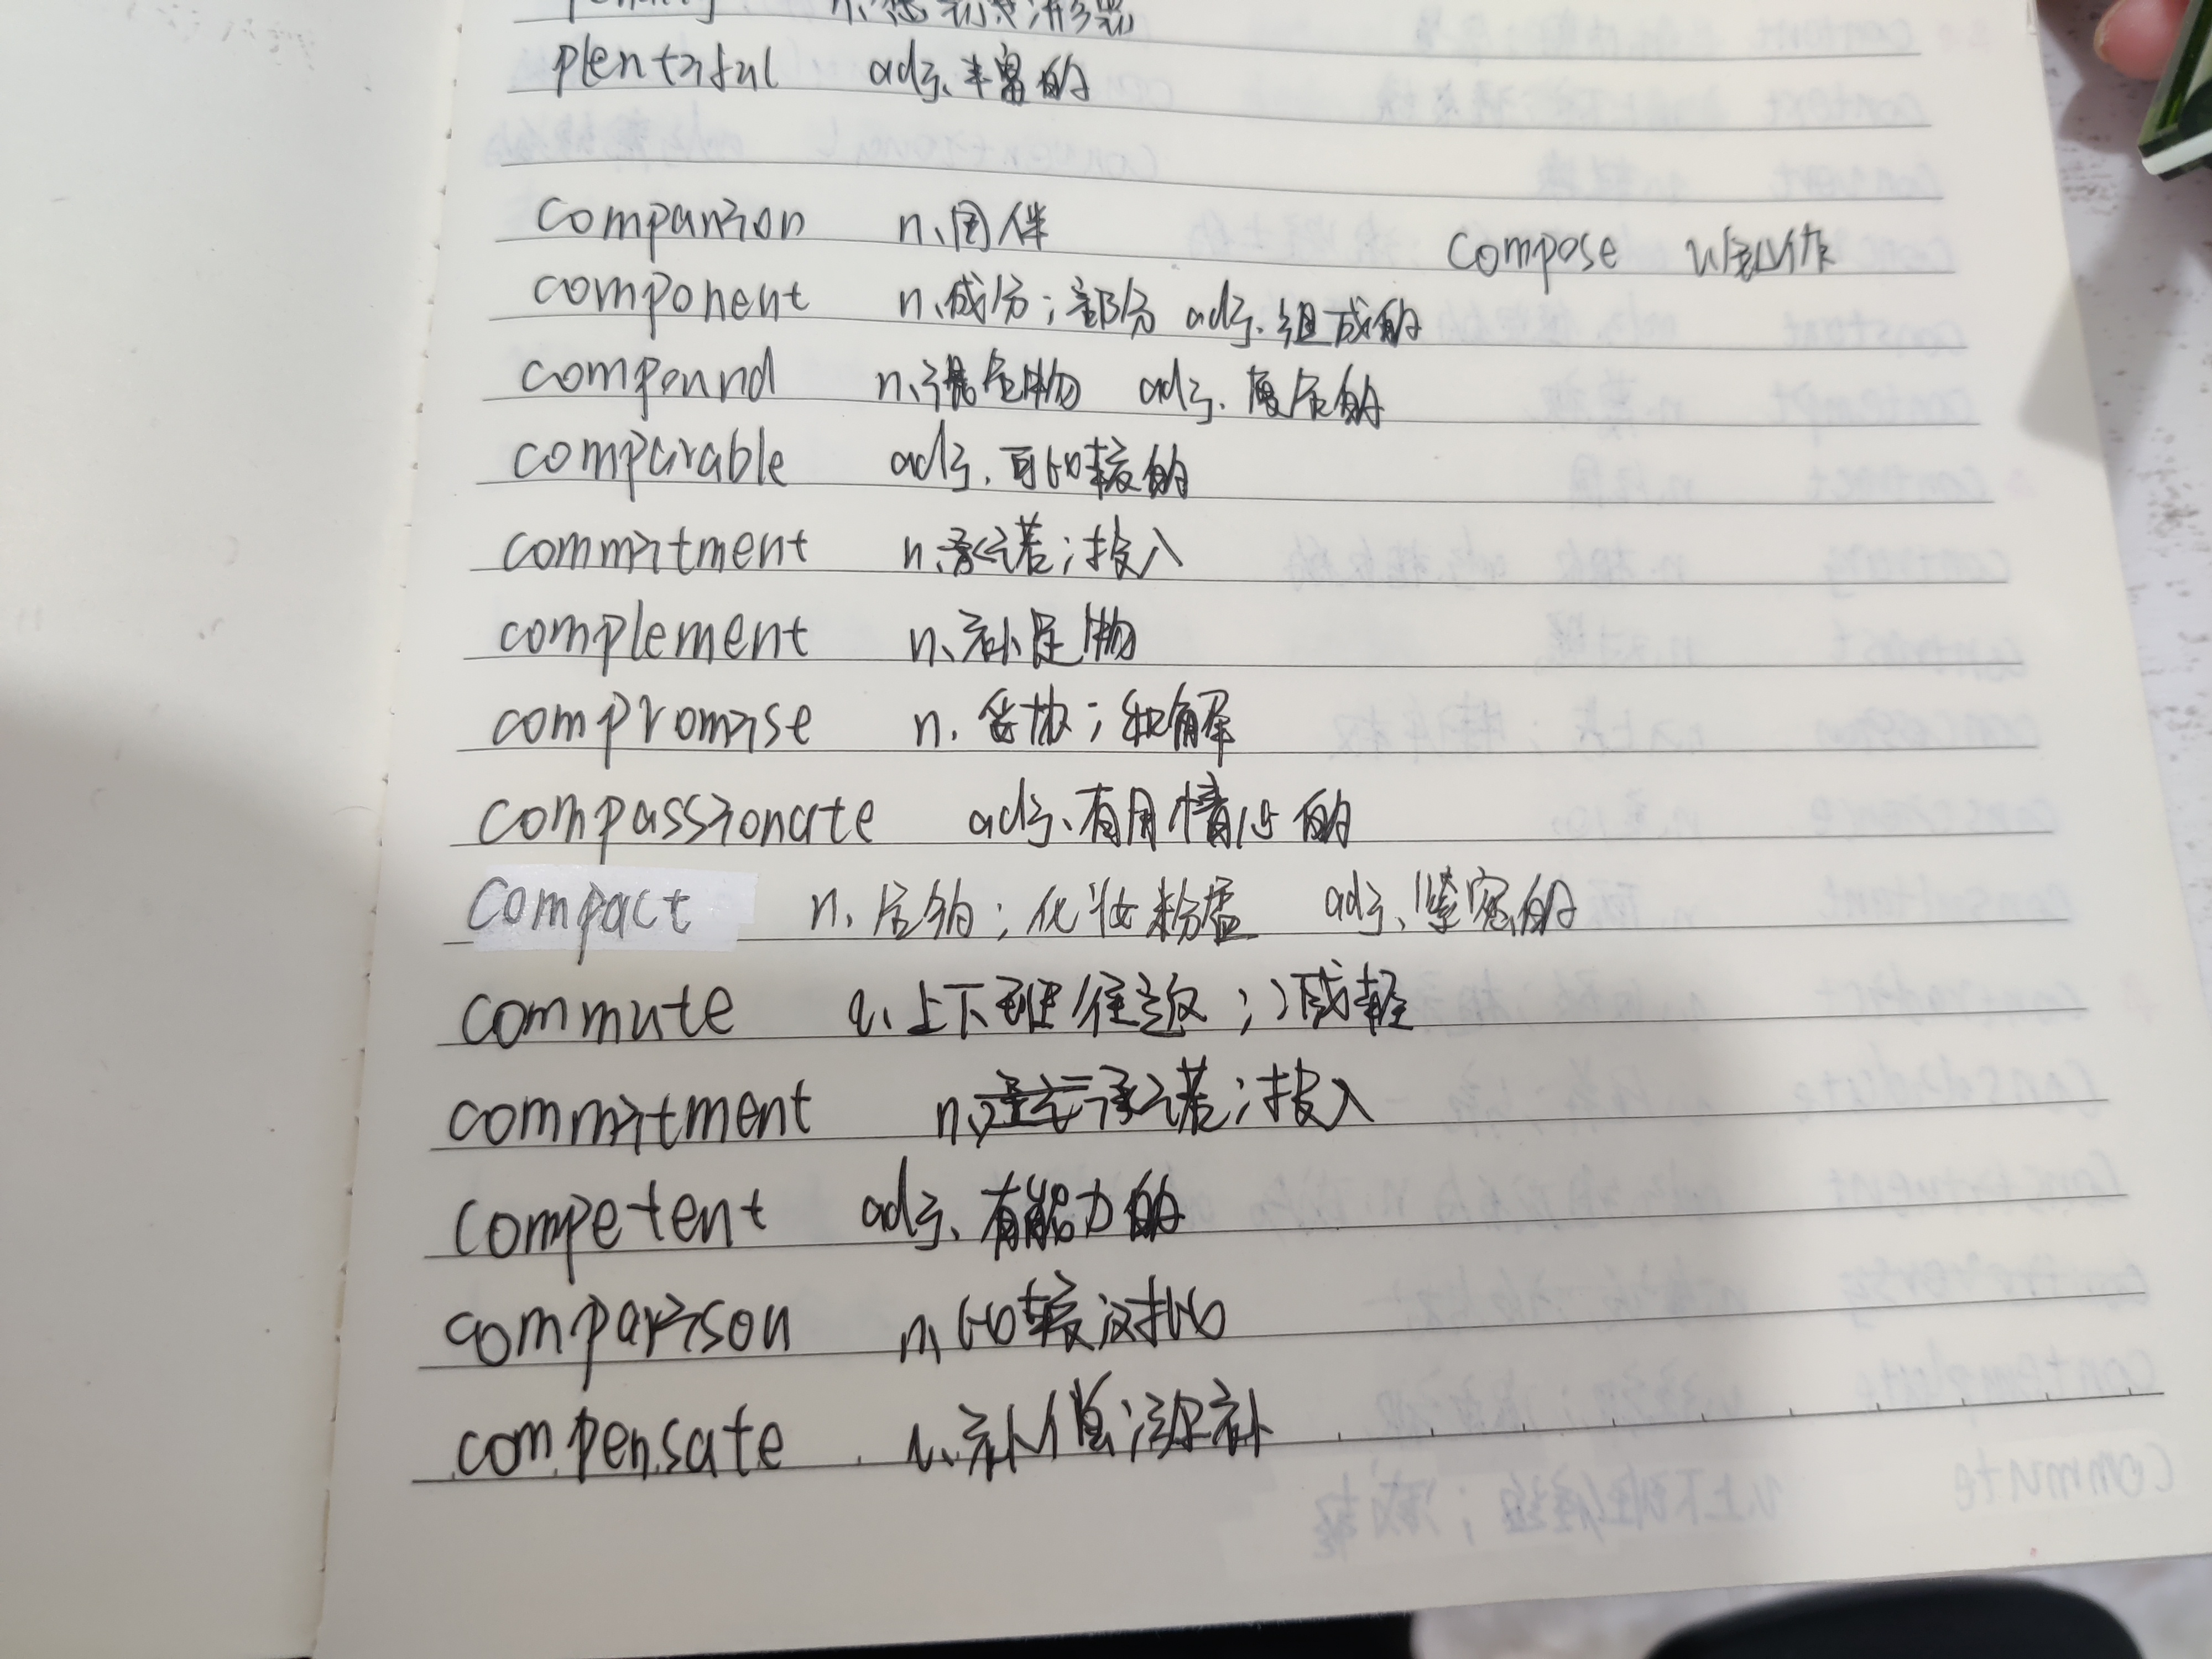 plentiful adj. 丰富的
companion n. 同伴
compose v.
component n. 成分；部分 adj. 组成的
compound n. 混合物 adj. 复合的
comparable adj. 可比较的
commitment n. 承诺；投入
complement n. 补足物
compromise n. 妥协；和解
compassionate adj. 有同情心的
compact n. 合约；化妆粉盒 adj. 紧密的
commute v. 上下班往返；减轻
commitment n. 承诺；投入
competent adj. 有能力的
comparison n. 比较；对比
compensate v. 补偿；弥补